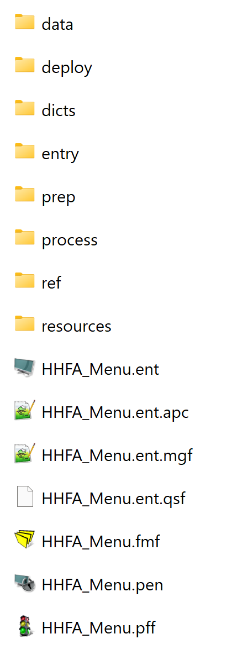 data
deploy
dicts
entry
prep
process
ref
resources
HHFA_Menu.ent
HHFA_Menu.ent.apc
HHFA_Menu.ent.mgf
HHFA_Menu.ent.qsf
HHFA_Menu.fmf
HHFA_Menu.pen
HHFA_Menu.pff